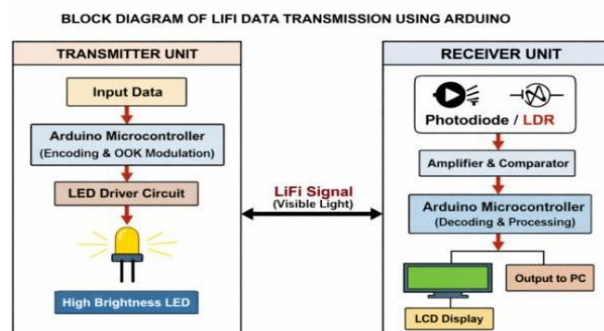 BLOCK DIAGRAM OF LIFI DATA TRANSMISSION USING ARDUINO
TRANSMITTER UNIT
Input Data
Arduino Microcontroller
(Encoding & OOK Modulation)
LED Driver Circuit
High Brightness LED
LiFi Signal
(Visible Light)
RECEIVER UNIT
Photodiode / LDR
Amplifier & Comparator
Arduino Microcontroller
(Decoding & Processing)
Output to PC
LCD Display